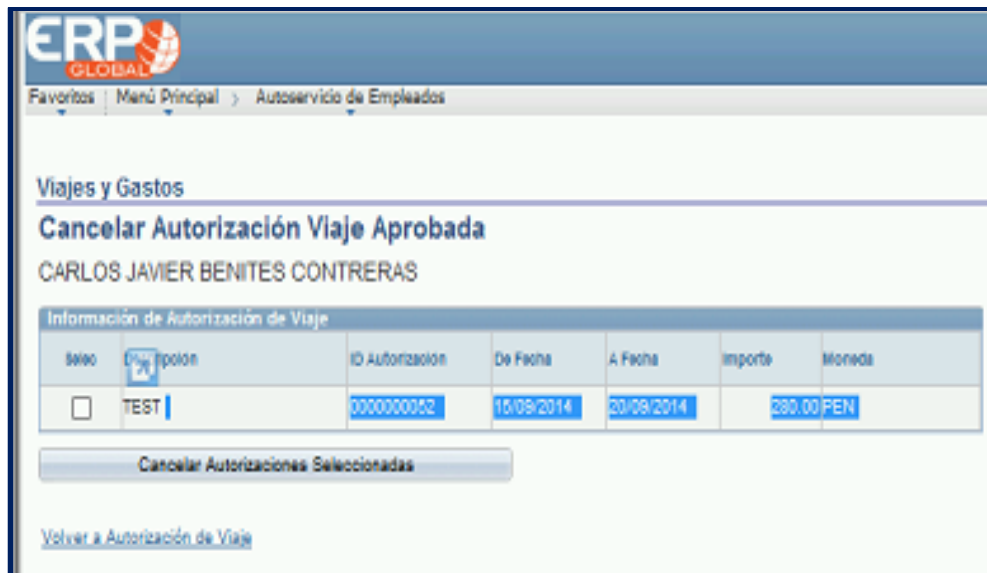 ERP
GLOBAL
Favoritos Menú Principal > Autoservicio de Empleados
Viajes y Gastos
Cancelar Autorización Viaje Aprobada
CARLOS JAVIER BENITES CONTRERAS
Información de Autorización de Viaje
Selec ID Autorización De Fecha A Fecha Importe Moneda
TEST 0000000052 15/09/2014 20/09/2014 280.00 PEN
Cancelar Autorizaciones Seleccionadas
Volver a Autorización de Viaje